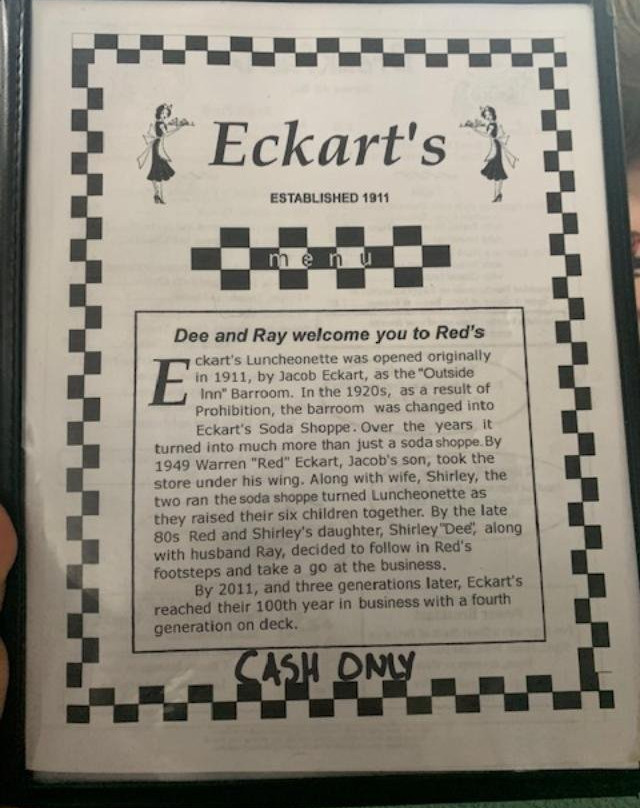 Eckart's
ESTABLISHED 1911
menu
Dee and Ray welcome you to Red's
Eckart's Luncheonette was opened originally
in 1911, by Jacob Eckart, as the "Outside
Inn" Barroom. In the 1920s, as a result of
Prohibition, the barroom was changed into
Eckart's Soda Shoppe. Over the years it
turned into much more than just a soda shoppe. By
1949 Warren "Red" Eckart, Jacob's son, took the
store under his wing. Along with wife, Shirley, the
two ran the soda shoppe turned Luncheonette as
they raised their six children together. By the late
80s Red and Shirley's daughter, Shirley "Dee", along
with husband Ray, decided to follow in Red's
footsteps and take a go at the business.
By 2011, and three generations later, Eckart's
reached their 100th year in business with a fourth
generation on deck.
CASH ONLY